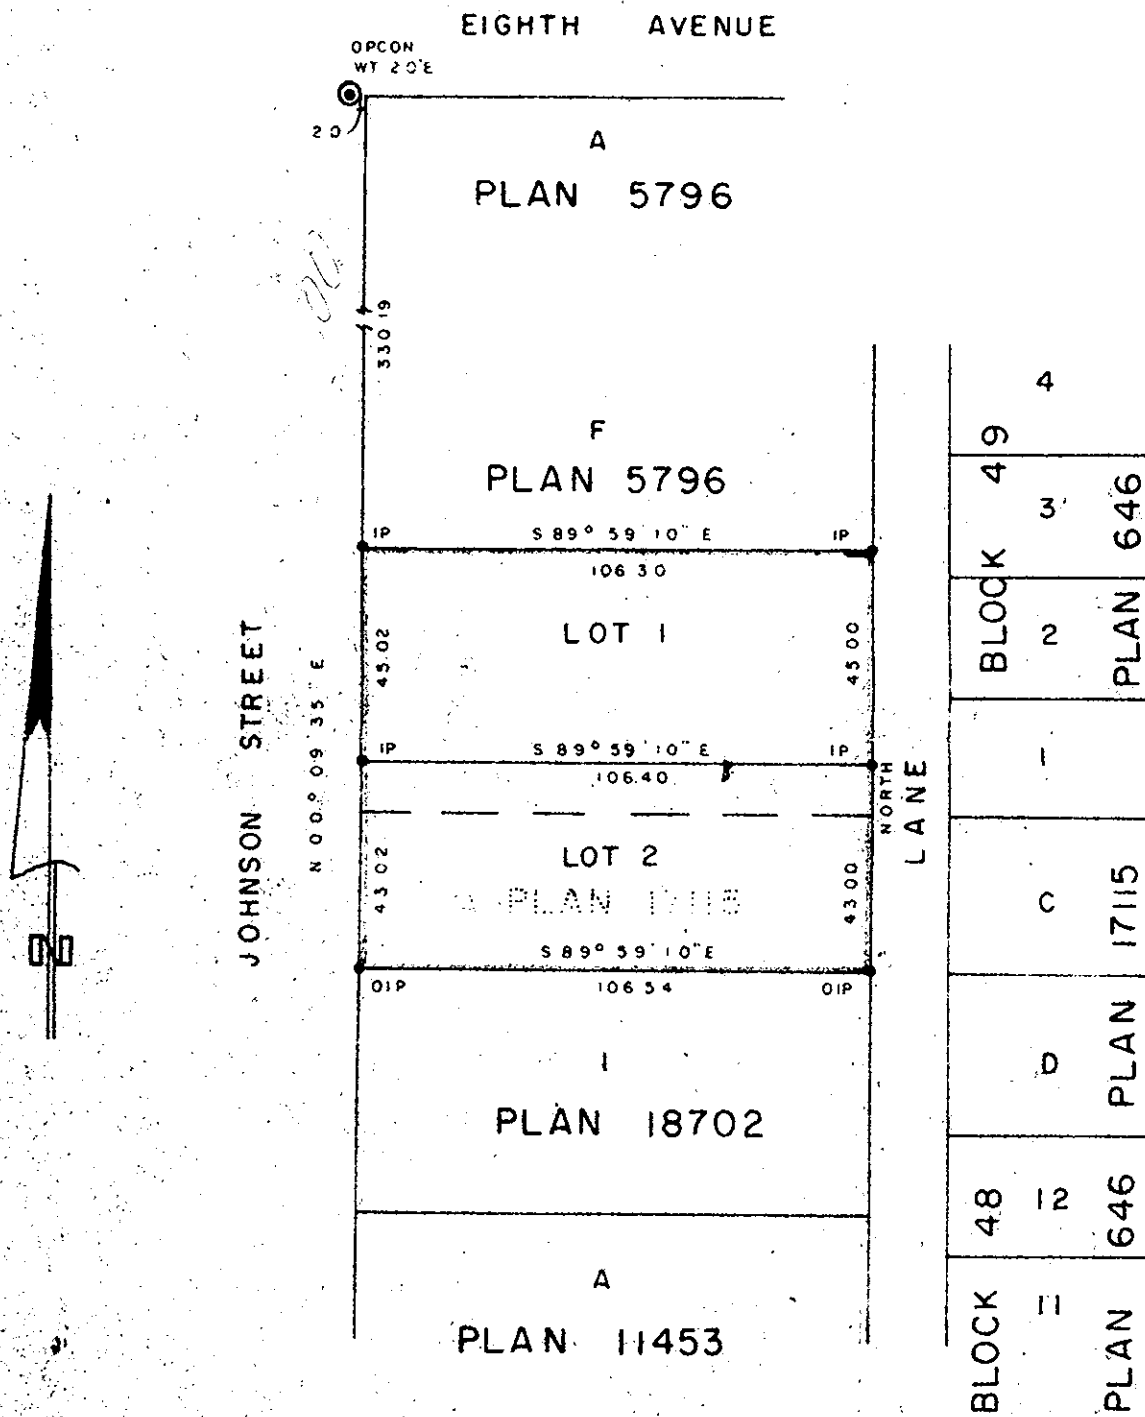 EIGHTH AVENUE
OPCON
WT 2.0'E
2 0
A
PLAN 5796
330 19
F
PLAN 5796
IP
S 89° 59' 10" E
IP
106 30
LOT 1
45.02
45 00
JOHNSON STREET
N 00° 09' 35" E
IP
S 89° 59' 10" E
IP
106.40
NORTH
LANE
LOT 2
PLAN 17115
43 02
43 00
S 89° 59' 10" E
OIP
106 54
OIP
1
PLAN 18702
A
PLAN 11453
N
BLOCK 49
4
3
2
1
PLAN 646
C
D
PLAN 17115
BLOCK 48
12
11
PLAN 646